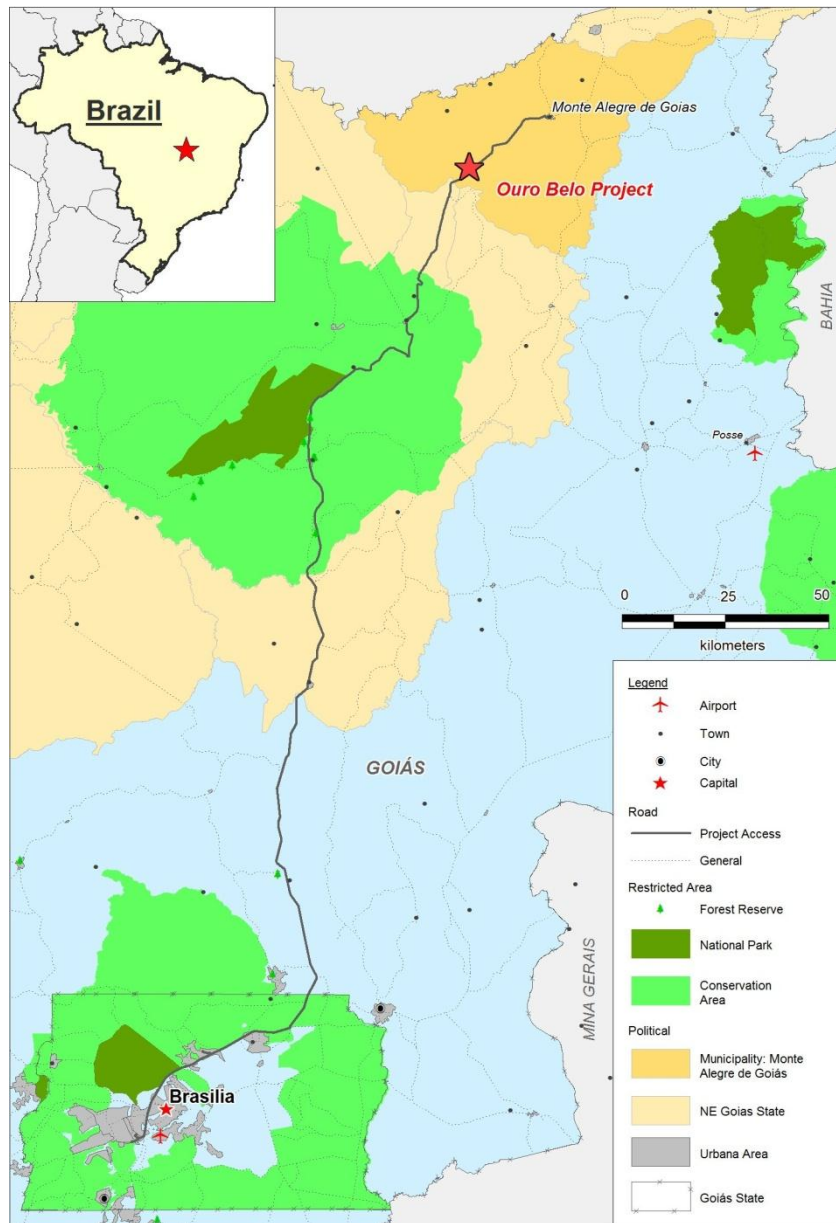 Brazil
Monte Alegre de Goias
Ouro Belo Project
BAHIA
Posse
0 25 50
kilometers
GOIÁS
MINA GERAIS
Brasilia
Legend
Airport
Town
City
Capital
Road
Project Access
General
Restricted Area
Forest Reserve
National Park
Conservation
Area
Political
Municipality: Monte
Alegre de Goiás
NE Goias State
Urbana Area
Goiás State